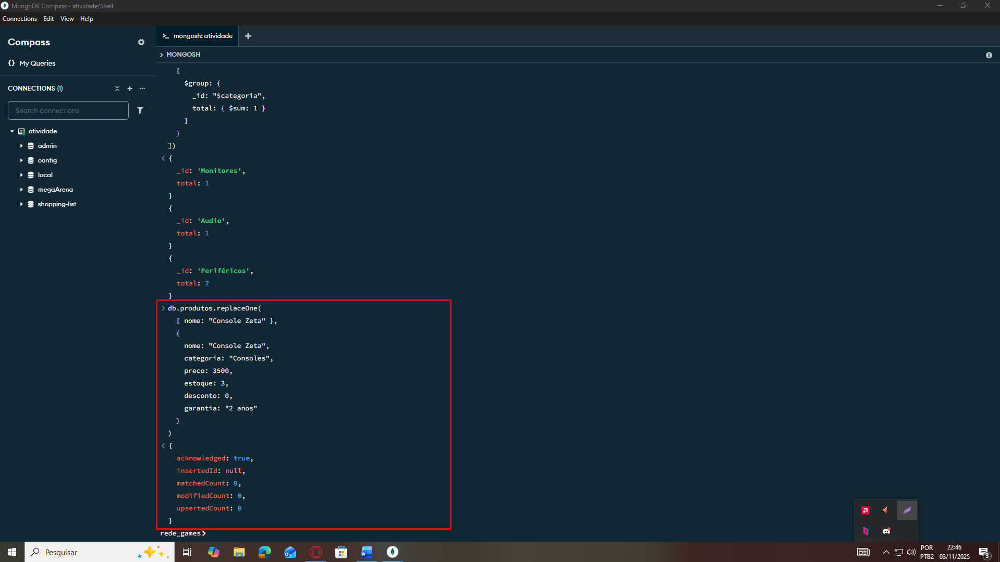 MongoDB Compass - atividade/Shell
Connections Edit View Help
Compass
{} My Queries
CONNECTIONS (1)
Search connections
atividade
admin
config
local
megaArena
shopping-list
>_ mongosh: atividade
>_MONGOSH
{
$group: {
_id: "$categoria",
total: { $sum: 1 }
}
}
])
< {
_id: 'Monitores',
total: 1
}
{
_id: 'Audio',
total: 1
}
{
_id: 'Periféricos',
total: 2
}
> db.produtos.replaceOne(
{ nome: "Console Zeta" },
{
nome: "Console Zeta",
categoria: "Consoles",
preco: 3500,
estoque: 3,
desconto: 0,
garantia: "2 anos"
}
)
< {
acknowledged: true,
insertedId: null,
matchedCount: 0,
modifiedCount: 0,
upsertedCount: 0
}
rede_games>
Pesquisar
POR
PTB2
22:46
03/11/2025
3